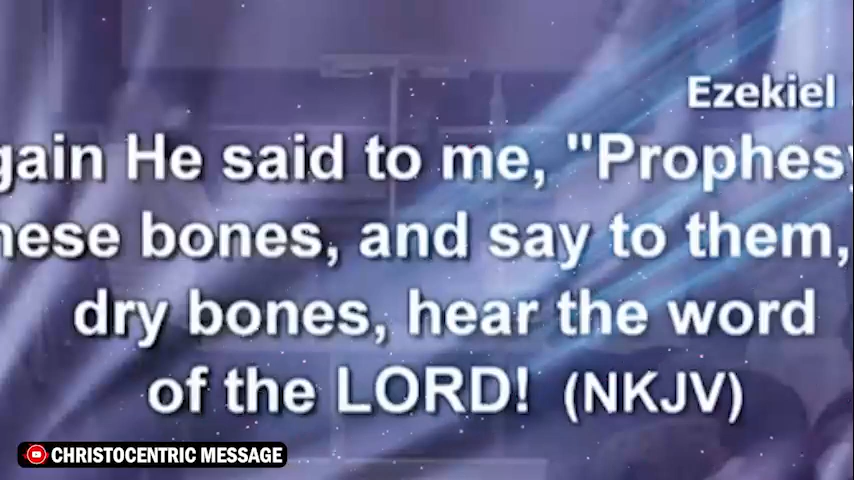 Ezekiel
gain He said to me, "Prophesy
hese bones, and say to them,
dry bones, hear the word
of the LORD! (NKJV)
CHRISTOCENTRIC MESSAGE